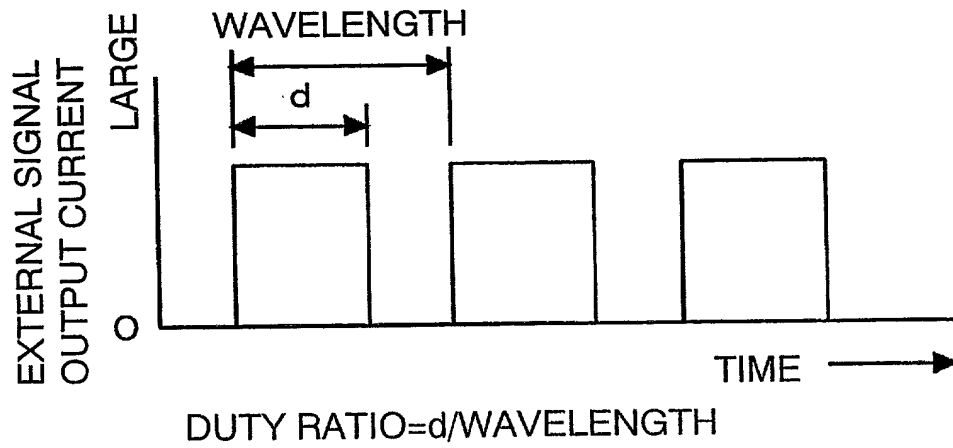 WAVELENGTH
d
EXTERNAL SIGNAL
OUTPUT CURRENT
LARGE
O
TIME
DUTY RATIO=d/WAVELENGTH